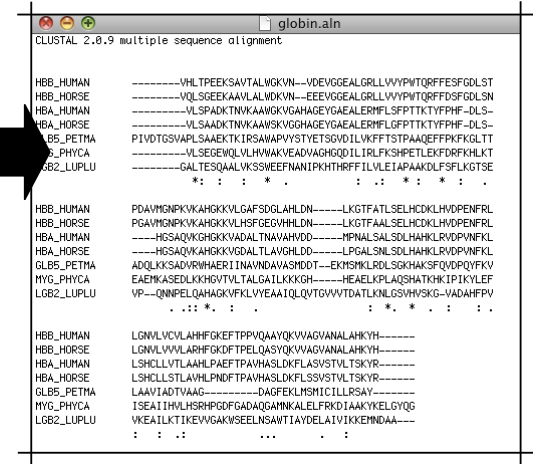 globin.aln
CLUSTAL 2.0.9 multiple sequence alignment
HBB_HUMAN --------VHLTPEEKSAVTALWGKVN--VDEVGGEALGRLLVVYPWTQRFFESFGDLST
HBB_HORSE --------VQLSGEEKAAVLALWDKVN--EEEVGGEALGRLLVVYPWTQRFFDSFGDLSN
HBA_HUMAN --------VLSPADKTNVKAAWGKVGAHAGEYGAEALERMFLSFPTTKTYFPHF-DLS-
HBA_HORSE --------VLSAADKTNVKAAWSKVGGHAGEYGAEALERMFLGFPTTKTYFPHF-DLS-
GLB5_PETMA PIVDTGSVAPLSAAEKTKIRSAWAPVYSTYETSGVDILVKFFTSTPAAQEFFPKFKGLTT
_PHYCA --------VLSEGEWQLVLHVWAKVEADVAGHGQDILIRLFKSHPETLEKFDRFKHLKT
LGB2_LUPLU --------GALTESQAALVKSSWEEFNANIPKHTHRFFILVLEIAPAAKDLFSFLKGTSE
*: : : * . : .: * : * : .
HBB_HUMAN PDAVMGNPKVKAHGKKVLGAFSDGLAHLDN-----LKGTFATLSELHCDKLHVDPENFRL
HBB_HORSE PGAVMGNPKVKAHGKKVLHSFGEGVHHLDN-----LKGTFAALSELHCDKLHVDPENFRL
HBA_HUMAN ----HGSAQVKGHGKKVADALTNAVAHVDD-----MPNALSALSDLHAHKLRVDPVNFKL
HBA_HORSE ----HGSAQVKAHGKKVGDALTLAVGHLDD-----LPGALSNLSDLHAHKLRVDPVNFKL
GLB5_PETMA ADQLKKSADVRWHAERIINAVNDAVASMDDT--EKMSMKLRDLSGKHAKSFQVDPQYFKV
MYG_PHYCA EAEMKASEDLKKHGVTVLTALGAILKKKGH-----HEAELKPLAQSHATKHKIPIKYLEF
LGB2_LUPLU VP--QNNPELQAHAGKVFKLVYEAAIQLQVTGVVVTDATLKNLGSVHVSKG-VADAHFPV
. .:: *. : . : *. * . : : .
HBB_HUMAN LGNVLVCVLAHHFGKEFTPPVQAAYQKVVAGVANALAHKYH------
HBB_HORSE LGNVLVVVLARHFGKDFTPELQASYQKVVAGVANALAHKYH------
HBA_HUMAN LSHCLLVTLAAHLPAEFTPAVHASLDKFLASVSTVLTSKYR------
HBA_HORSE LSHCLLSTLAVHLPNDFTPAVHASLDKFLSSVSTVLTSKYR------
GLB5_PETMA LAAVIADTVAAG---------DAGFEKLMSMICILLRSAY-------
MYG_PHYCA ISEAIIHVLHSRHPGDFGADAQGAMNKALELFRKDIAAKYKELGYQG
LGB2_LUPLU VKEAILKTIKEVVGAKWSEELNSAWTIAYDELAIVIKKEMNDAA---
: : .: ... . :